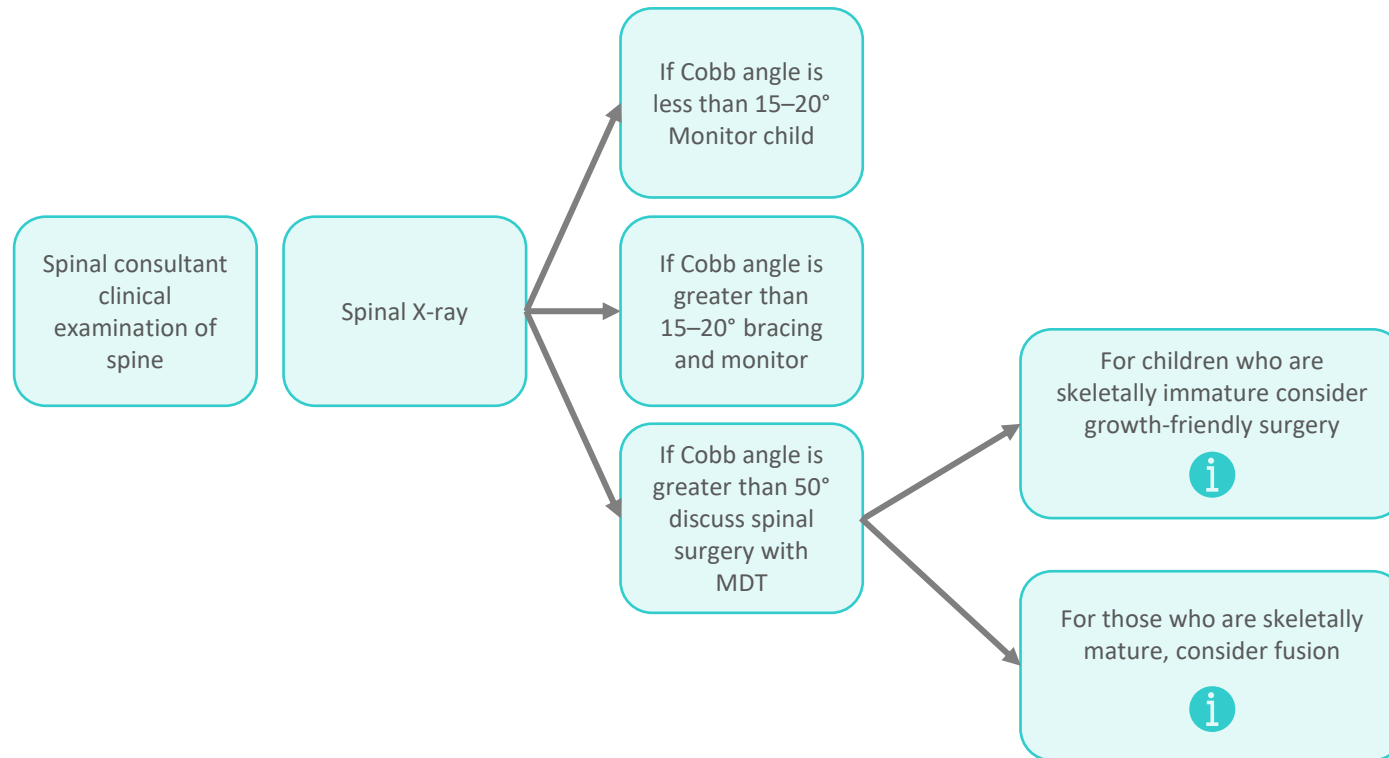 Spinal consultant
clinical
examination of
spine
Spinal X-ray
If Cobb angle is
less than 15–20°
Monitor child
If Cobb angle is
greater than
15–20° bracing
and monitor
If Cobb angle is
greater than 50°
discuss spinal
surgery with
MDT
For children who are
skeletally immature consider
growth-friendly surgery
i
For those who are skeletally
mature, consider fusion
i